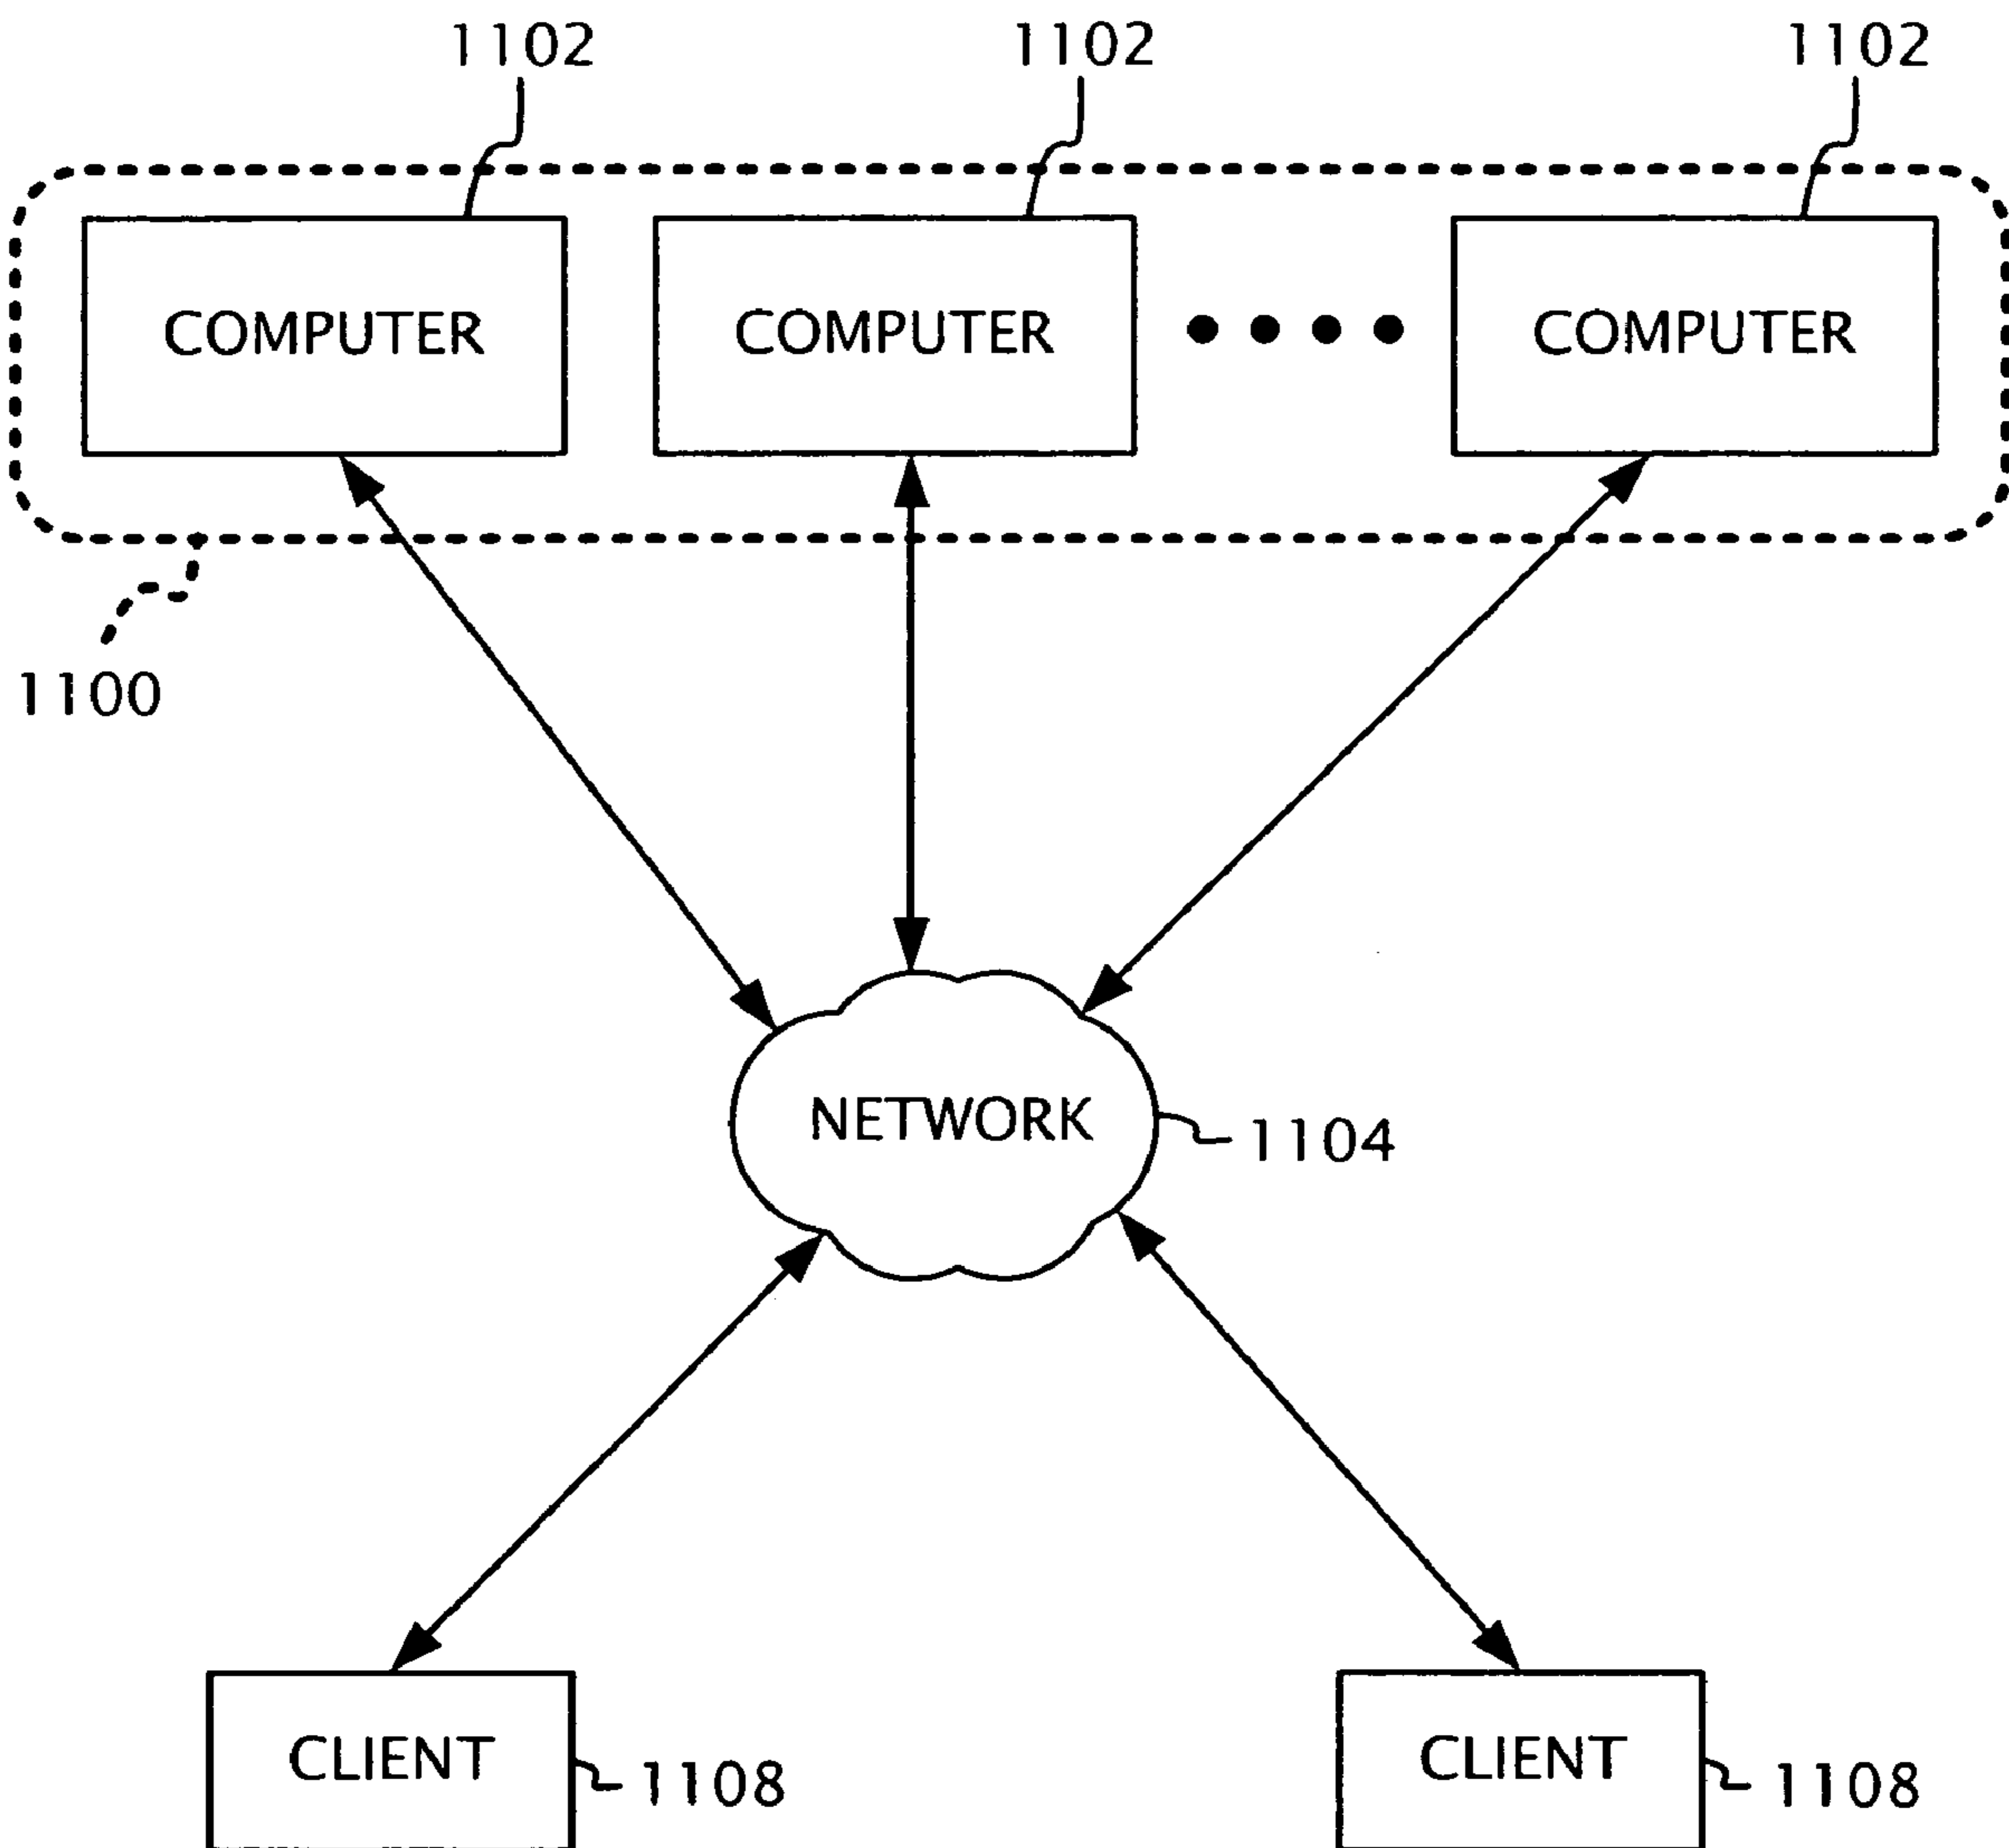 1102 1102 1102
COMPUTER COMPUTER COMPUTER
1100
NETWORK
1104
CLIENT 1108 CLIENT 1108